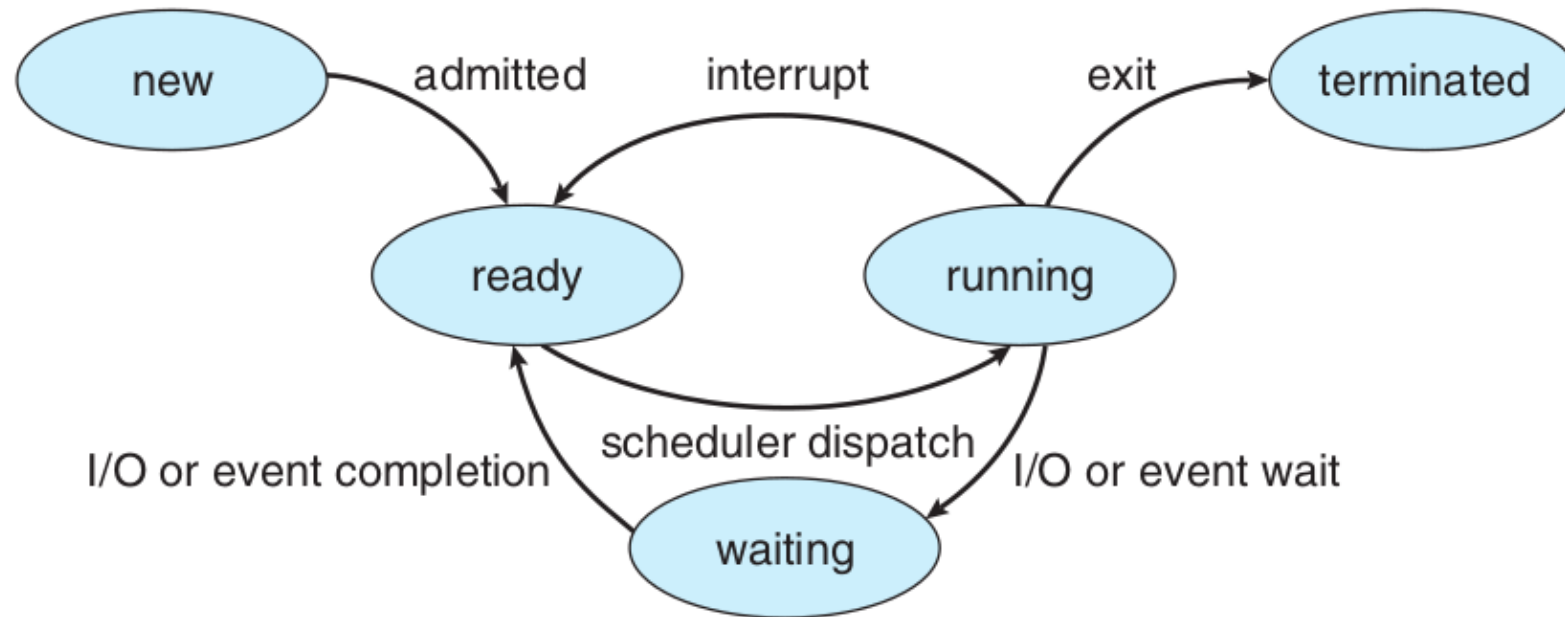 new
admitted
interrupt
exit
terminated
ready
running
scheduler dispatch
I/O or event completion
I/O or event wait
waiting